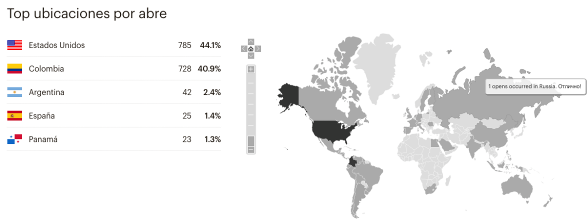 Top ubicaciones por abre
Estados Unidos 785 44.1%
Colombia 728 40.9%
Argentina 42 2.4%
España 25 1.4%
Panamá 23 1.3%
1 opens occurred in Russia. Отлично!